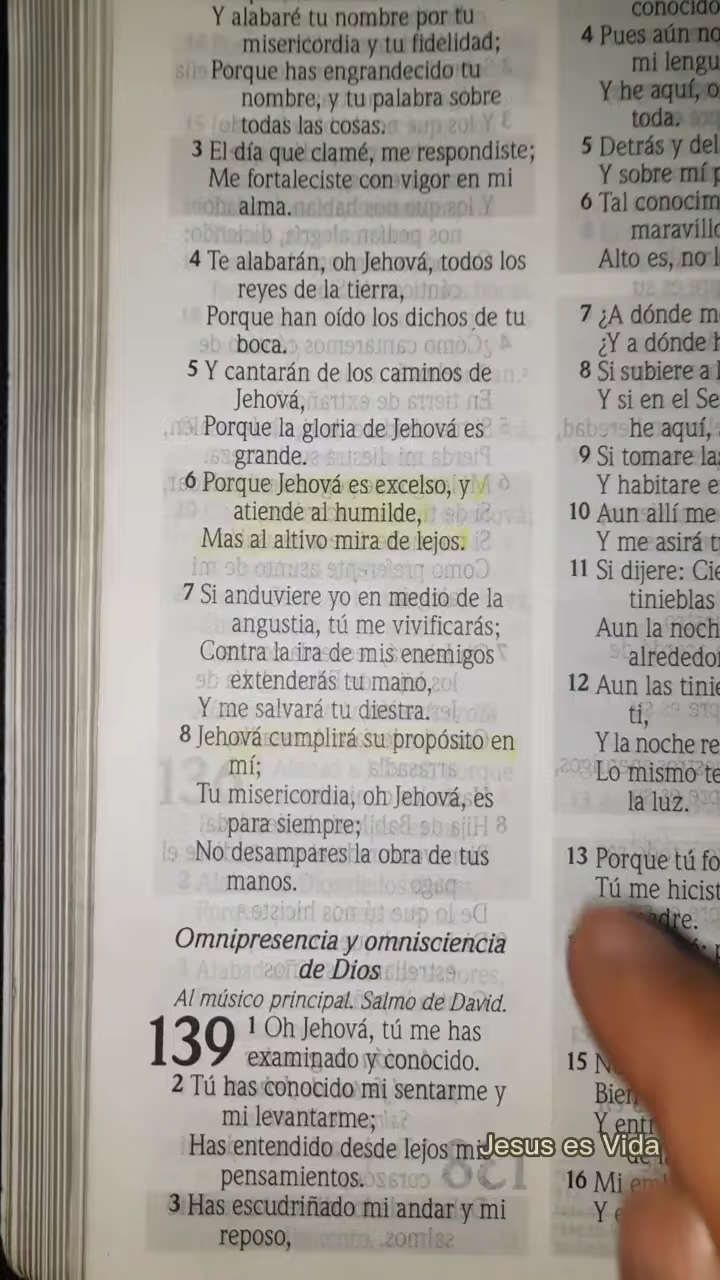 Y alabaré tu nombre por tu
misericordia y tu fidelidad;
Porque has engrandecido tu
nombre, y tu palabra sobre
todas las cosas.
3 El día que clamé, me respondiste;
Me fortaleciste con vigor en mi
alma.
4 Te alabarán, oh Jehová, todos los
reyes de la tierra,
Porque han oído los dichos de tu
boca.
5 Y cantarán de los caminos de
Jehová,
Porque la gloria de Jehová es
grande.
6 Porque Jehová es excelso, y
atiende al humilde,
Mas al altivo mira de lejos.
7 Si anduviere yo en medio de la
angustia, tú me vivificarás;
Contra la ira de mis enemigos
extenderás tu mano,
Y me salvará tu diestra.
8 Jehová cumplirá su propósito en
mí;
Tu misericordia, oh Jehová, es
para siempre;
No desampares la obra de tus
manos.
Omnipresencia y omnisciencia
de Dios
Al músico principal. Salmo de David.
139 1 Oh Jehová, tú me has
examinado y conocido.
2 Tú has conocido mi sentarme y
mi levantarme;
Has entendido desde lejos mi
pensamientos.
3 Has escudriñado mi andar y mi
reposo,
conocido
4 Pues aún no
mi lengu
Y he aquí, o
toda.
5 Detrás y del
Y sobre mí p
6 Tal conocim
maravillo
Alto es, no l
7 ¿A dónde m
¿Y a dónde h
8 Si subiere a l
Y si en el Se
he aquí,
9 Si tomare la
Y habitare e
10 Aun allí me
Y me asirá t
11 Si dijere: Cie
tinieblas
Aun la noch
alrededor
12 Aun las tinie
ti,
Y la noche re
Lo mismo te
la luz.
13 Porque tú fo
Tú me hicist
adre.
15 N
Bien
Y entr
16 Mi em
Y
Jesus es Vida